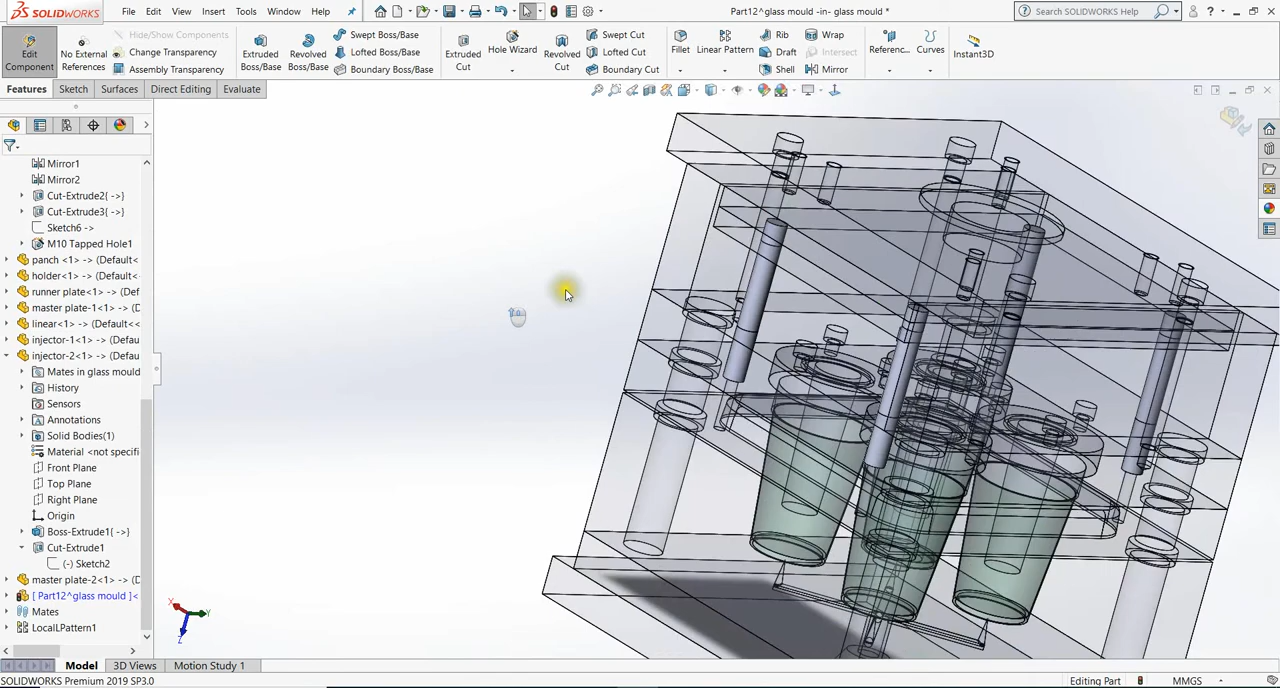 SOLIDWORKS File Edit View Insert Tools Window Help Part12^glass mould -in- glass mould * Search SOLIDWORKS Help
Edit Component
No External References
Hide/Show Components
Change Transparency
Assembly Transparency
Extruded Boss/Base
Revolved Boss/Base
Swept Boss/Base
Lofted Boss/Base
Boundary Boss/Base
Extruded Cut
Hole Wizard
Revolved Cut
Swept Cut
Lofted Cut
Boundary Cut
Fillet
Linear Pattern
Rib
Draft
Shell
Wrap
Intersect
Mirror
Referenc...
Curves
Instant3D
Features Sketch Surfaces Direct Editing Evaluate
Mirror1
Mirror2
Cut-Extrude2{ ->}
Cut-Extrude3{ ->}
Sketch6 ->
M10 Tapped Hole1
panch <1> -> (Default<
holder<1> -> (Default<
runner plate<1> -> (Def
master plate-1<1> -> (D
linear<1> -> (Default<<
injector-1<1> -> (Defau
injector-2<1> -> (Defau
Mates in glass mould
History
Sensors
Annotations
Solid Bodies(1)
Material <not specifi
Front Plane
Top Plane
Right Plane
Origin
Boss-Extrude1{ ->}
Cut-Extrude1
(-) Sketch2
master plate-2<1> -> (D
[ Part12^glass mould ]<
Mates
LocalLPattern1
X Y Z
Model 3D Views Motion Study 1
SOLIDWORKS Premium 2019 SP3.0 Editing Part MMGS